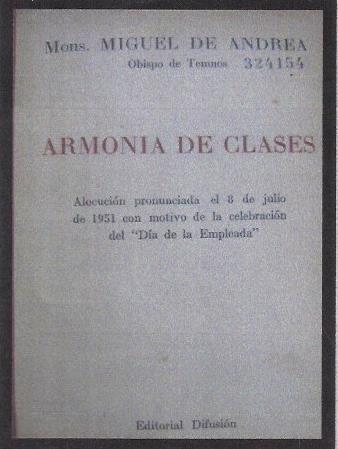 Mons. MIGUEL DE ANDREA
Obispo de Temnos 324154
ARMONIA DE CLASES
Alocución pronunciada el 8 de julio
de 1951 con motivo de la celebración
del "Día de la Empleada"
Editorial Difusión